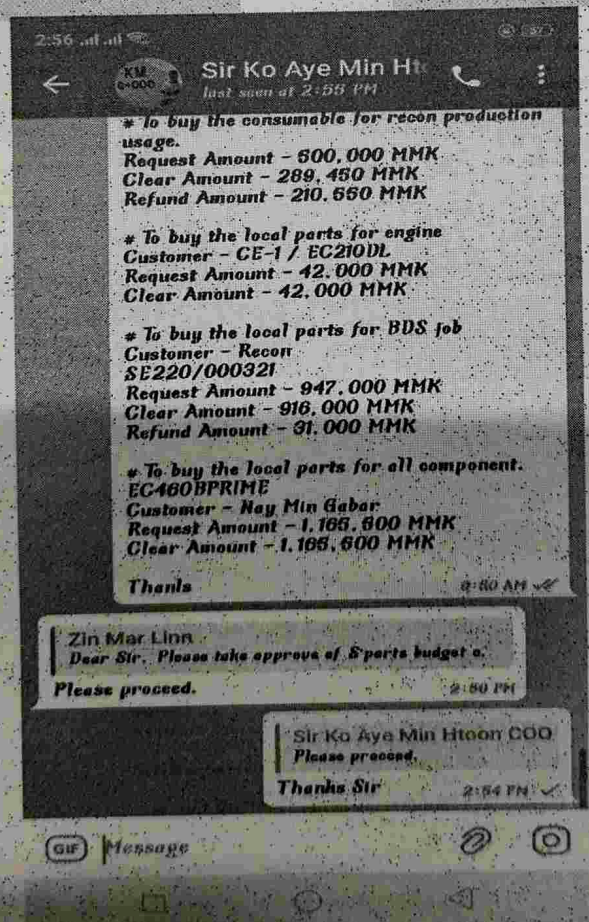 2:56
KM
Sir Ko Aye Min Ht
last seen at 2:55 PM
# To buy the consumable for recon production
usage.
Request Amount - 500,000 MMK
Clear Amount - 289,450 MMK
Refund Amount - 210,550 MMK
# To buy the local parts for engine
Customer - CE-1 / EC210DL
Request Amount - 42,000 MMK
Clear Amount - 42,000 MMK
# To buy the local parts for BDS job
Customer - Recon
SE220/000321
Request Amount - 947,000 MMK
Clear Amount - 916,000 MMK
Refund Amount - 31,000 MMK
# To buy the local parts for all component.
EC460BPRIME
Customer - Nay Min Gabar
Request Amount - MMK
Clear Amount - MMK
Thanls
AM
Zin Mar Linn
Dear Sir, Please take approve of S'parts budget a.
Please proceed.
2:50 PM
Sir Ko Aye Min Htoon COO
Please proceed.
Thanks Sir
2:54 PM
GIF
Message